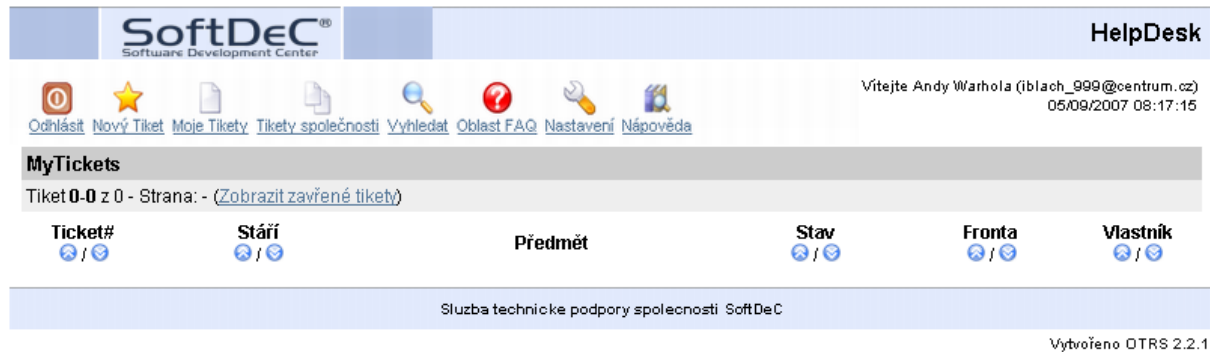 SoftDeC®
Software Development Center
HelpDesk
Vítejte Andy Warhola (iblach_999@centrum.cz)
05/09/2007 08:17:15
Odhlásit Nový Tiket Moje Tikety Tikety společnosti Vyhledat Oblast FAQ Nastavení Nápověda
MyTickets
Tiket 0-0 z 0 - Strana: - (Zobrazit zavřené tikety)
Ticket# Stáří Předmět Stav Fronta Vlastník
/ / / / /
Sluzba technicke podpory spolecnosti SoftDeC
Vytvořeno OTRS 2.2.1